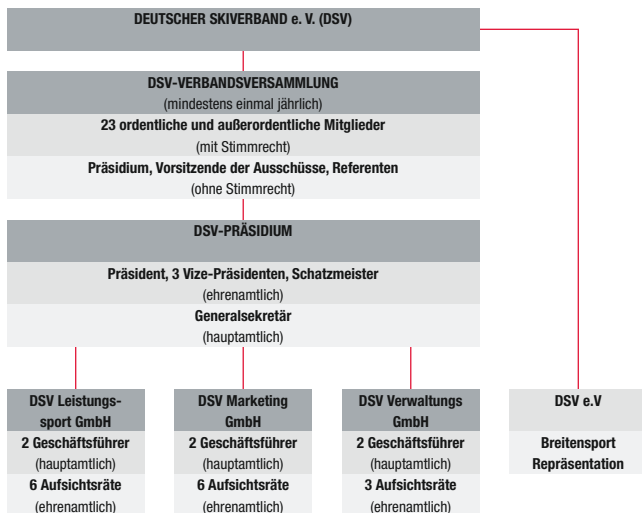 DEUTSCHER SKIVERBAND e. V. (DSV)
DSV-VERBANDSVERSAMMLUNG
(mindestens einmal jährlich)
23 ordentliche und außerordentliche Mitglieder
(mit Stimmrecht)
Präsidium, Vorsitzende der Ausschüsse, Referenten
(ohne Stimmrecht)
DSV-PRÄSIDIUM
Präsident, 3 Vize-Präsidenten, Schatzmeister
(ehrenamtlich)
Generalsekretär
(hauptamtlich)
DSV Leistungs-
sport GmbH
2 Geschäftsführer
(hauptamtlich)
6 Aufsichtsräte
(ehrenamtlich)
DSV Marketing
GmbH
2 Geschäftsführer
(hauptamtlich)
6 Aufsichtsräte
(ehrenamtlich)
DSV Verwaltungs
GmbH
2 Geschäftsführer
(hauptamtlich)
3 Aufsichtsräte
(ehrenamtlich)
DSV e.V
Breitensport
Repräsentation